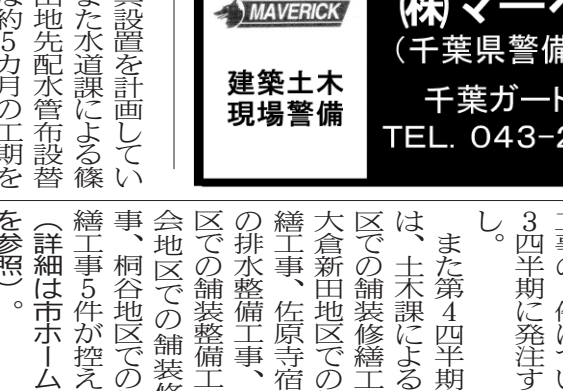 具設置を計画してい
また水道課による篠
田地先配水管布設替
は約5カ月の工期を
MAVERICK
建築土木
現場警備
(株)マー
(千葉県警備
千葉ガート
TEL. 043-2
3四半期に発注す
し。
また第4四半期
は、土木課による
区での舗装修繕工
大倉新田地区での
繕工事、佐原寺宿
の排水整備工事、
区での舗装整備工
会地区での舗装修
事、桐谷地区での
繕工事5件が控え
(詳細は市ホーム
を参照)。